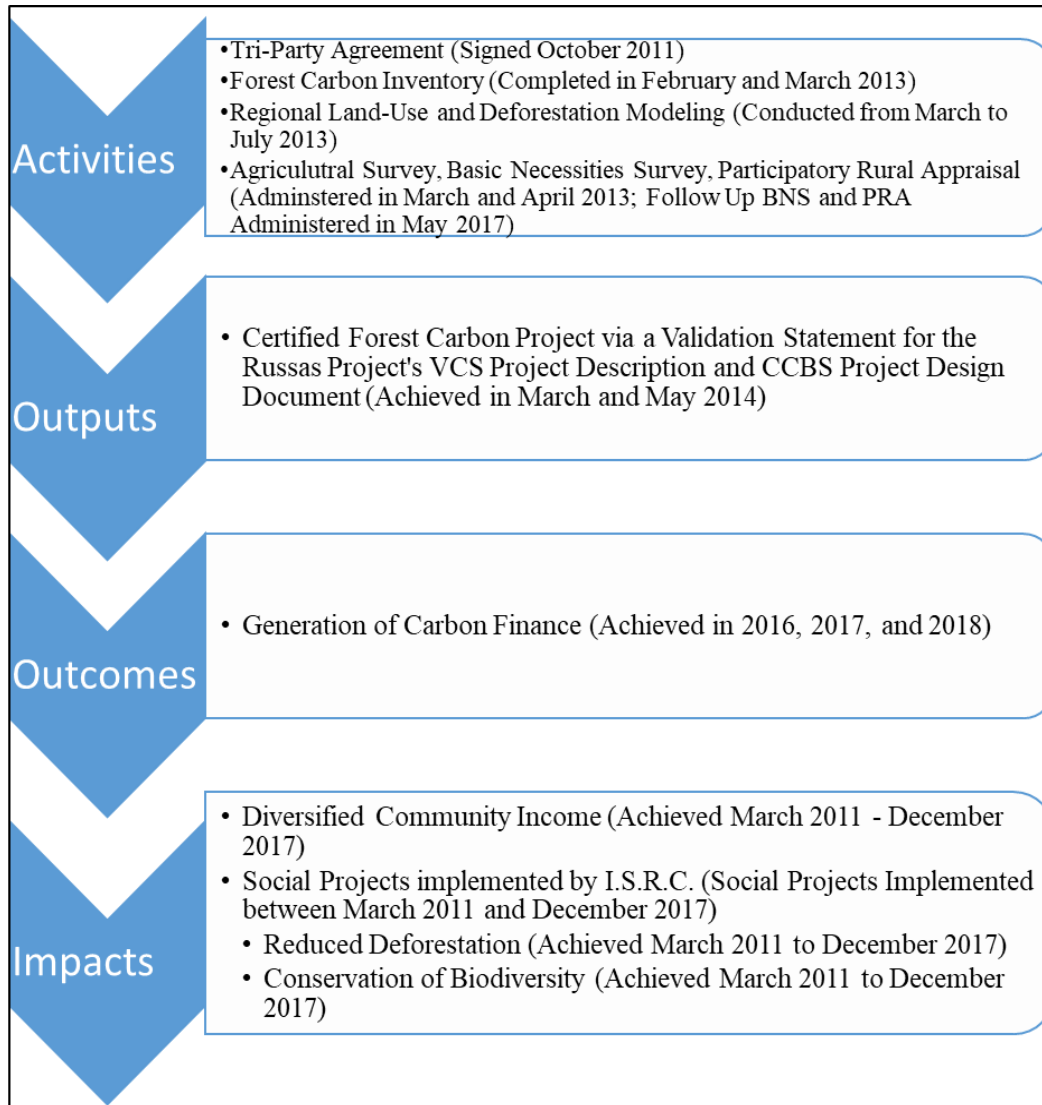 Activities
•Tri-Party Agreement (Signed October 2011)
•Forest Carbon Inventory (Completed in February and March 2013)
•Regional Land-Use and Deforestation Modeling (Conducted from March to
July 2013)
•Agriculutral Survey, Basic Necessities Survey, Participatory Rural Appraisal
(Adminstered in March and April 2013; Follow Up BNS and PRA
Administered in May 2017)
Outputs
• Certified Forest Carbon Project via a Validation Statement for the
Russas Project's VCS Project Description and CCBS Project Design
Document (Achieved in March and May 2014)
Outcomes
• Generation of Carbon Finance (Achieved in 2016, 2017, and 2018)
Impacts
• Diversified Community Income (Achieved March 2011 - December
2017)
• Social Projects implemented by I.S.R.C. (Social Projects Implemented
between March 2011 and December 2017)
• Reduced Deforestation (Achieved March 2011 to December 2017)
• Conservation of Biodiversity (Achieved March 2011 to December
2017)